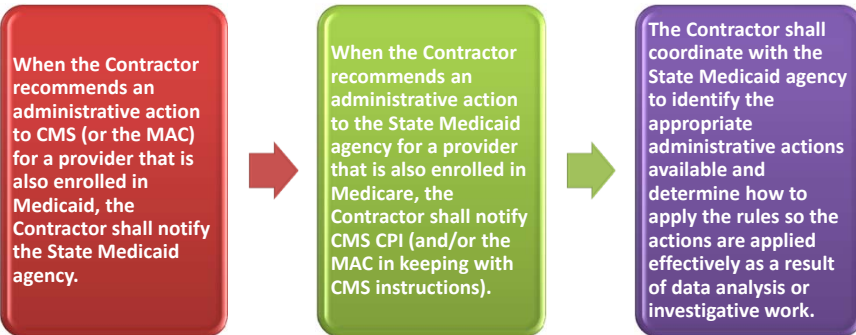 When the Contractor
recommends an
administrative action
to CMS (or the MAC)
for a provider that is
also enrolled in
Medicaid, the
Contractor shall notify
the State Medicaid
agency.
When the Contractor
recommends an
administrative action
to the State Medicaid
agency for a provider
that is also enrolled in
Medicare, the
Contractor shall notify
CMS CPI (and/or the
MAC in keeping with
CMS instructions).
The Contractor shall
coordinate with the
State Medicaid agency
to identify the
appropriate
administrative actions
available and
determine how to
apply the rules so the
actions are applied
effectively as a result
of data analysis or
investigative work.